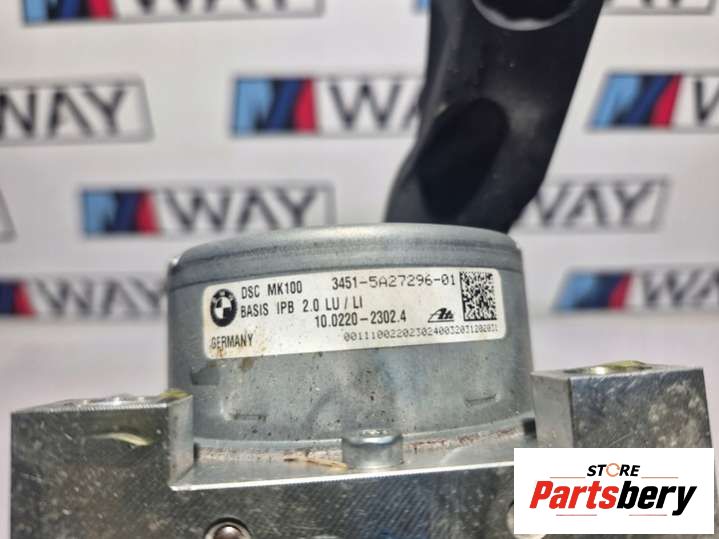 WAY
WAY
WAY
WAY
WAY
WAY
DSC MK100 3451-5A27296-01
BASIS IPB 2.0 LU/LI
10.0220-2302.4
GERMANY
STORE
Partsbery